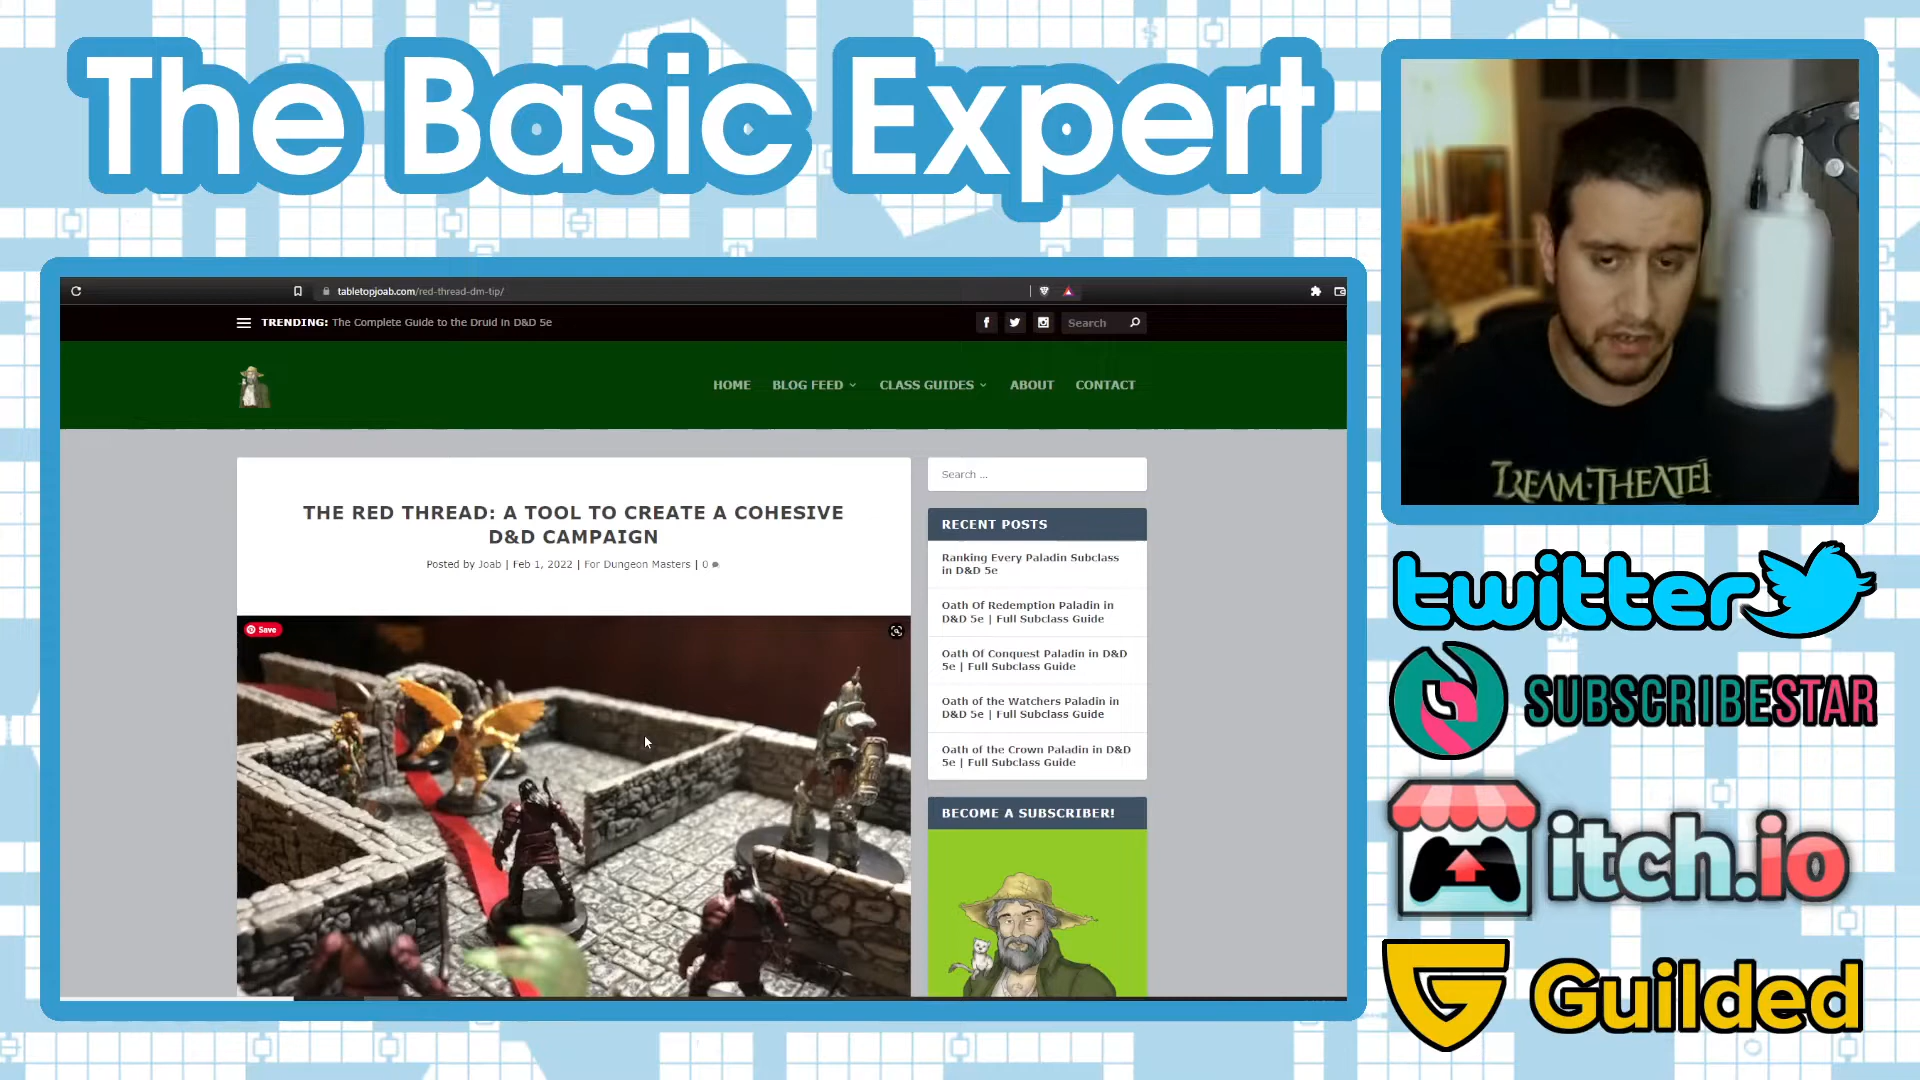 The Basic Expert
tabletopjoab.com/red-thread-dm-tip/
TRENDING: The Complete Guide to the Druid in D&D 5e
Search
HOME
BLOG FEED
CLASS GUIDES
ABOUT
CONTACT
THE RED THREAD: A TOOL TO CREATE A COHESIVE
D&D CAMPAIGN
Posted by Joab | Feb 1, 2022 | For Dungeon Masters | 0
Save
Search ...
RECENT POSTS
Ranking Every Paladin Subclass
in D&D 5e
Oath Of Redemption Paladin in
D&D 5e | Full Subclass Guide
Oath Of Conquest Paladin in D&D
5e | Full Subclass Guide
Oath of the Watchers Paladin in
D&D 5e | Full Subclass Guide
Oath of the Crown Paladin in D&D
5e | Full Subclass Guide
BECOME A SUBSCRIBER!
DREAM THEATER
twitter
SUBSCRIBESTAR
itch.io
G Guilded